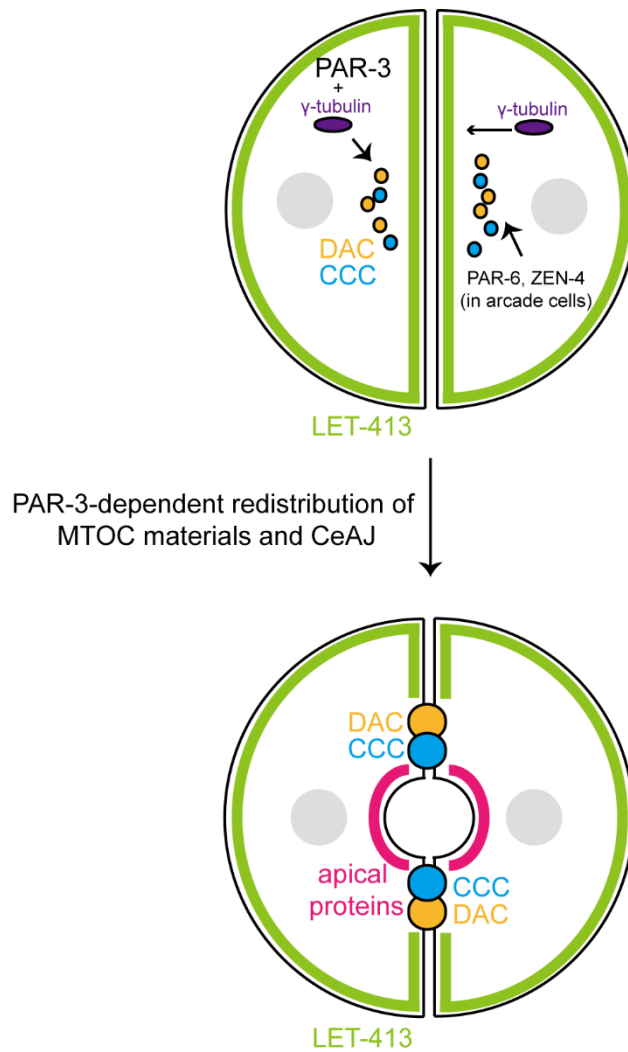 PAR-3
+
γ-tubulin
γ-tubulin
DAC
CCC
PAR-6, ZEN-4
(in arcade cells)
LET-413
PAR-3-dependent redistribution of
MTOC materials and CeAJ
DAC
CCC
apical
proteins
CCC
DAC
LET-413